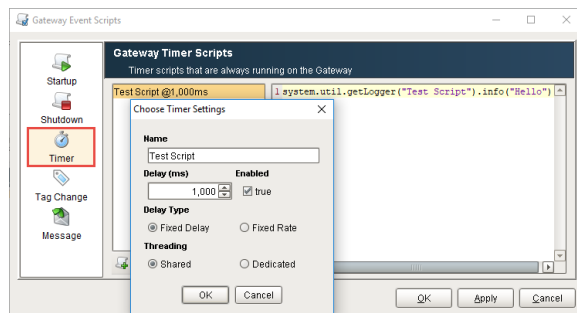 Gateway Event Scripts
Startup
Shutdown
Timer
Tag Change
Message
Gateway Timer Scripts
Timer scripts that are always running on the Gateway
Test Script @1,000ms
1 system.util.getLogger("Test Script").info("Hello")
Choose Timer Settings
Name
Test Script
Delay (ms) Enabled
1,000 true
Delay Type
Fixed Delay Fixed Rate
Threading
Shared Dedicated
OK Cancel
OK Apply Cancel